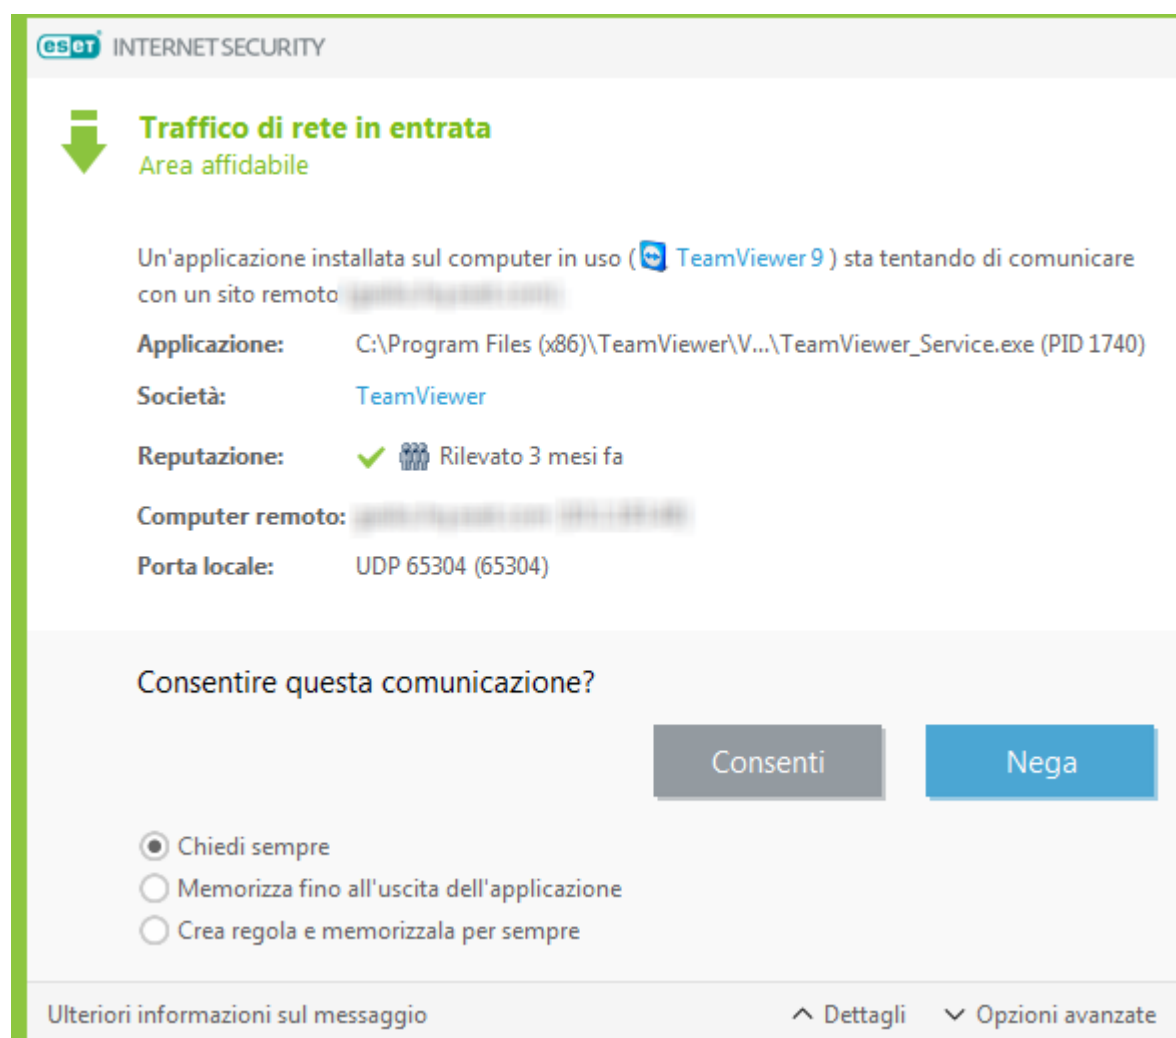 eseT INTERNET SECURITY
Traffico di rete in entrata
Area affidabile
Un'applicazione installata sul computer in uso ( TeamViewer 9 ) sta tentando di comunicare
con un sito remoto
Applicazione: C:\Program Files (x86)\TeamViewer\V...\TeamViewer_Service.exe (PID 1740)
Società: TeamViewer
Reputazione: Rilevato 3 mesi fa
Computer remoto:
Porta locale: UDP 65304 (65304)
Consentire questa comunicazione?
Consenti Nega
Chiedi sempre
Memorizza fino all'uscita dell'applicazione
Crea regola e memorizzala per sempre
Ulteriori informazioni sul messaggio Dettagli Opzioni avanzate